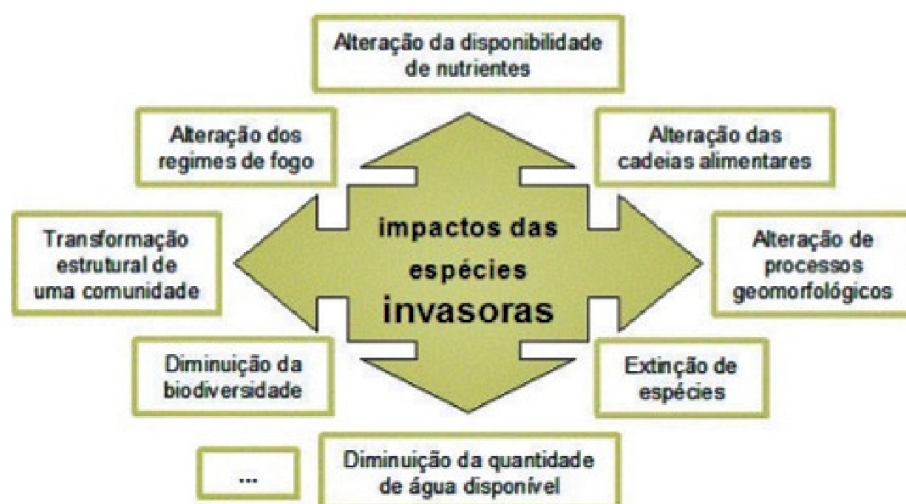 Alteração da disponibilidade
de nutrientes
Alteração dos
regimes de fogo
Alteração das
cadeias alimentares
Transformação
estrutural de
uma comunidade
impactos das
espécies
invasoras
Alteração de
processos
geomorfológicos
Diminuição da
biodiversidade
Extinção de
espécies
...
Diminuição da quantidade
de água disponível